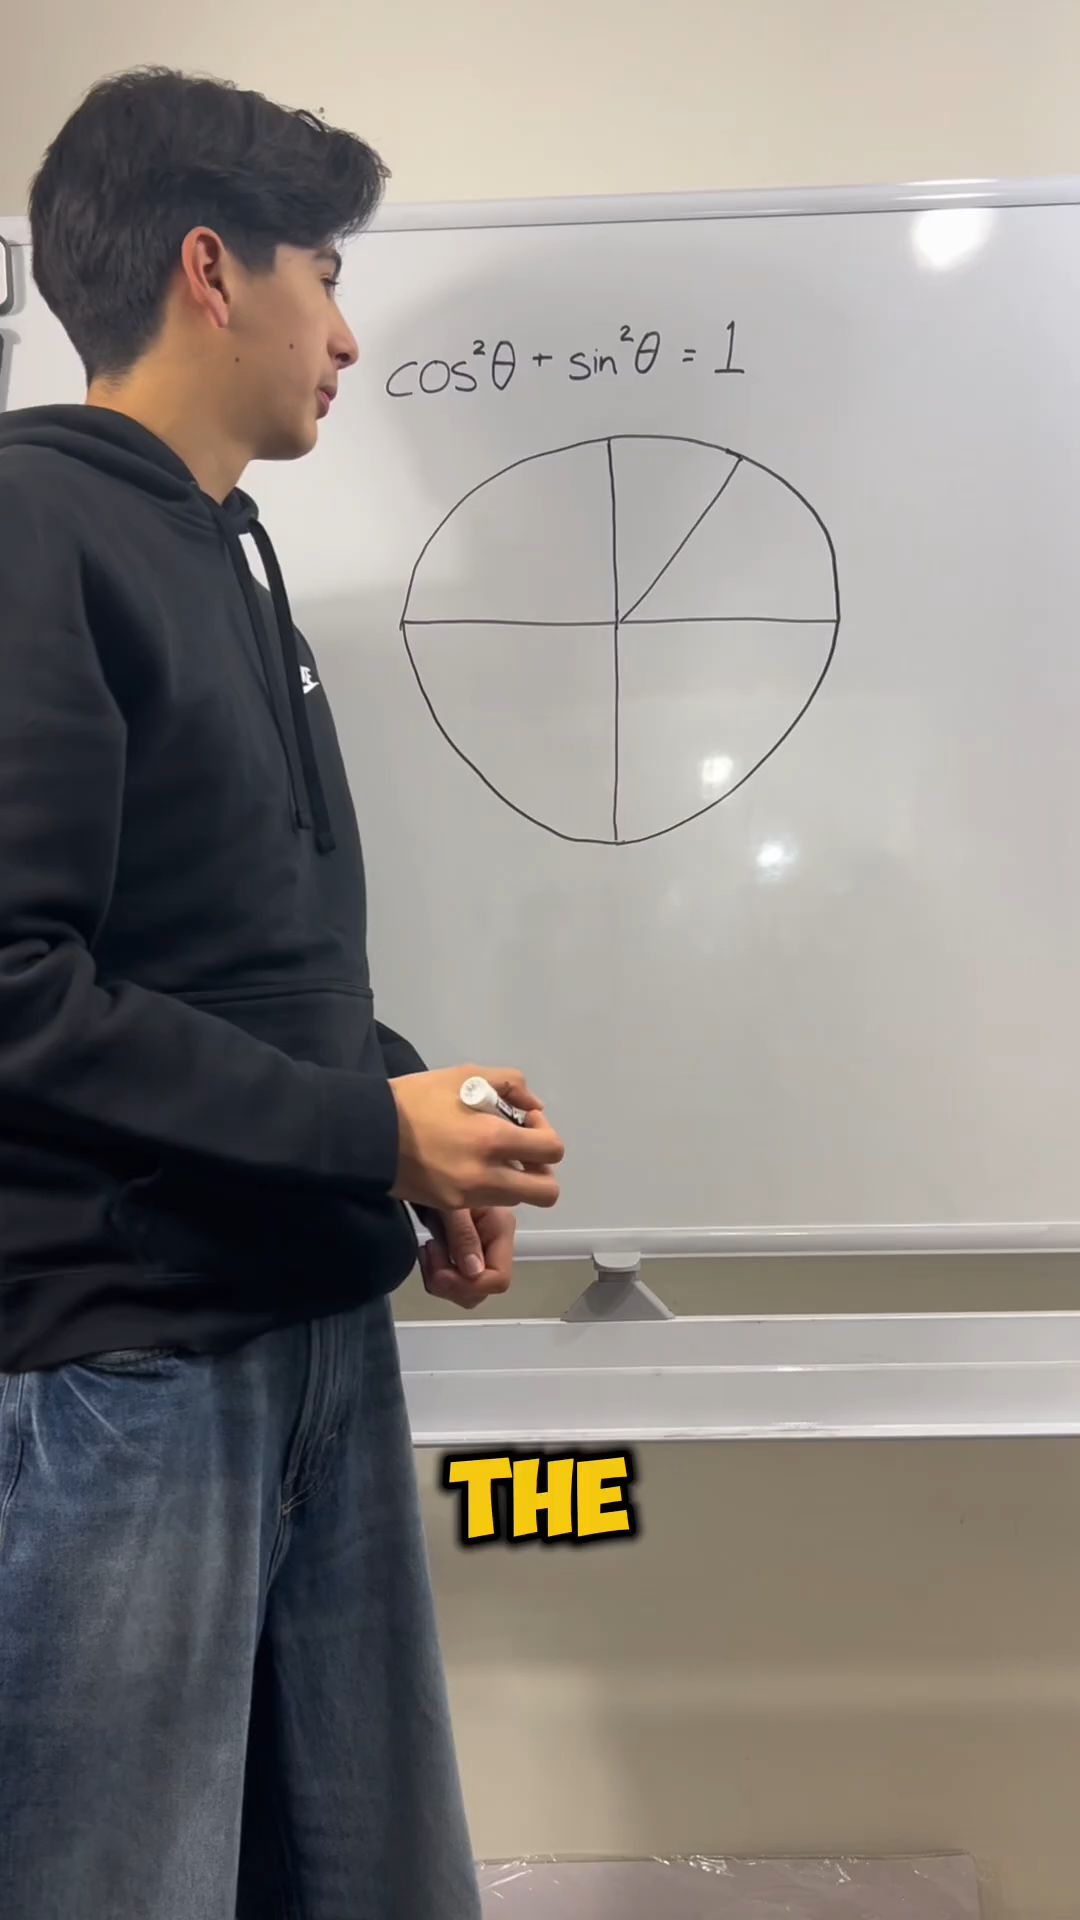 cos²θ + sin²θ = 1
THE